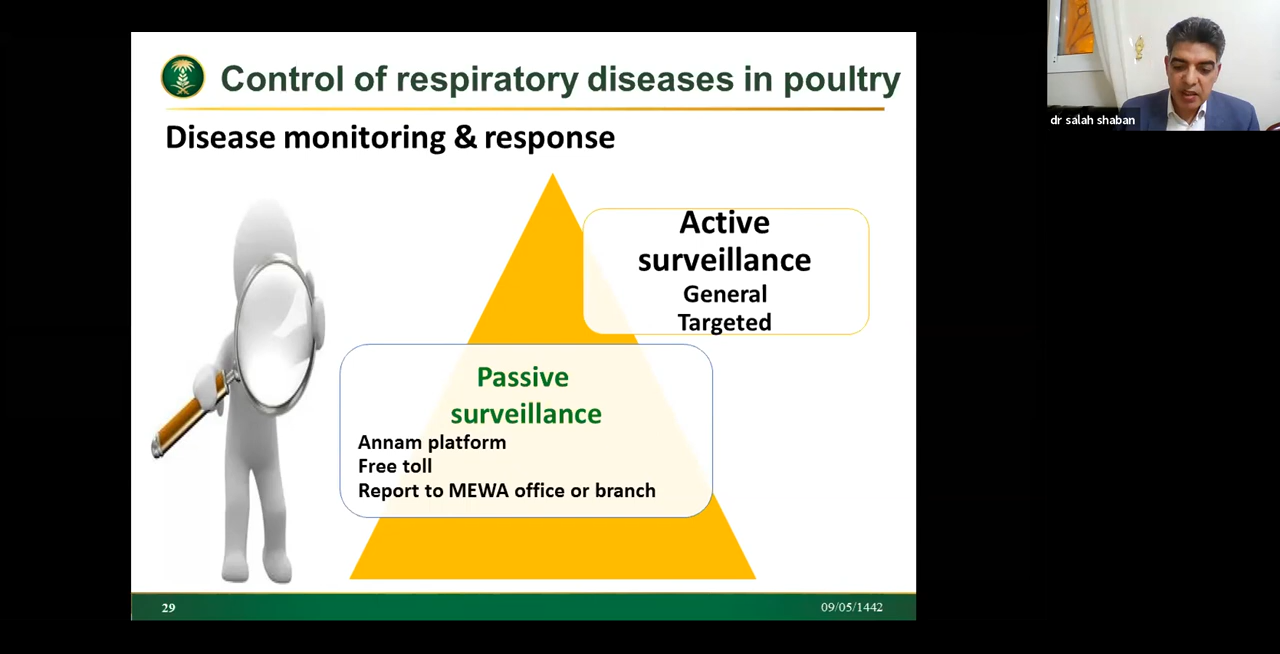 Control of respiratory diseases in poultry
dr salah shaban
Disease monitoring & response
Active
surveillance
General
Targeted
Passive
surveillance
Annam platform
Free toll
Report to MEWA office or branch
29
09/05/1442